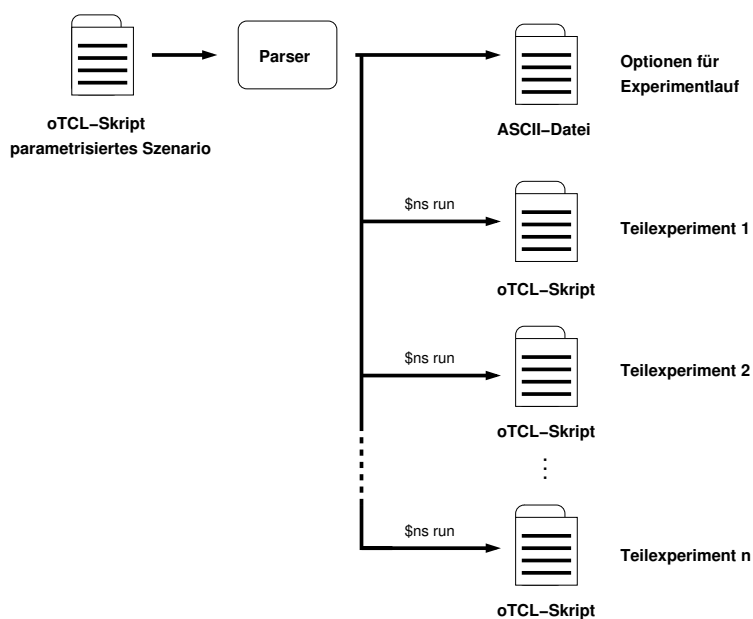 Parser
Optionen für
Experimentlauf
oTCL–Skript
parametrisiertes Szenario
ASCII–Datei
$ns run
Teilexperiment 1
oTCL–Skript
$ns run
Teilexperiment 2
oTCL–Skript
$ns run
Teilexperiment n
oTCL–Skript